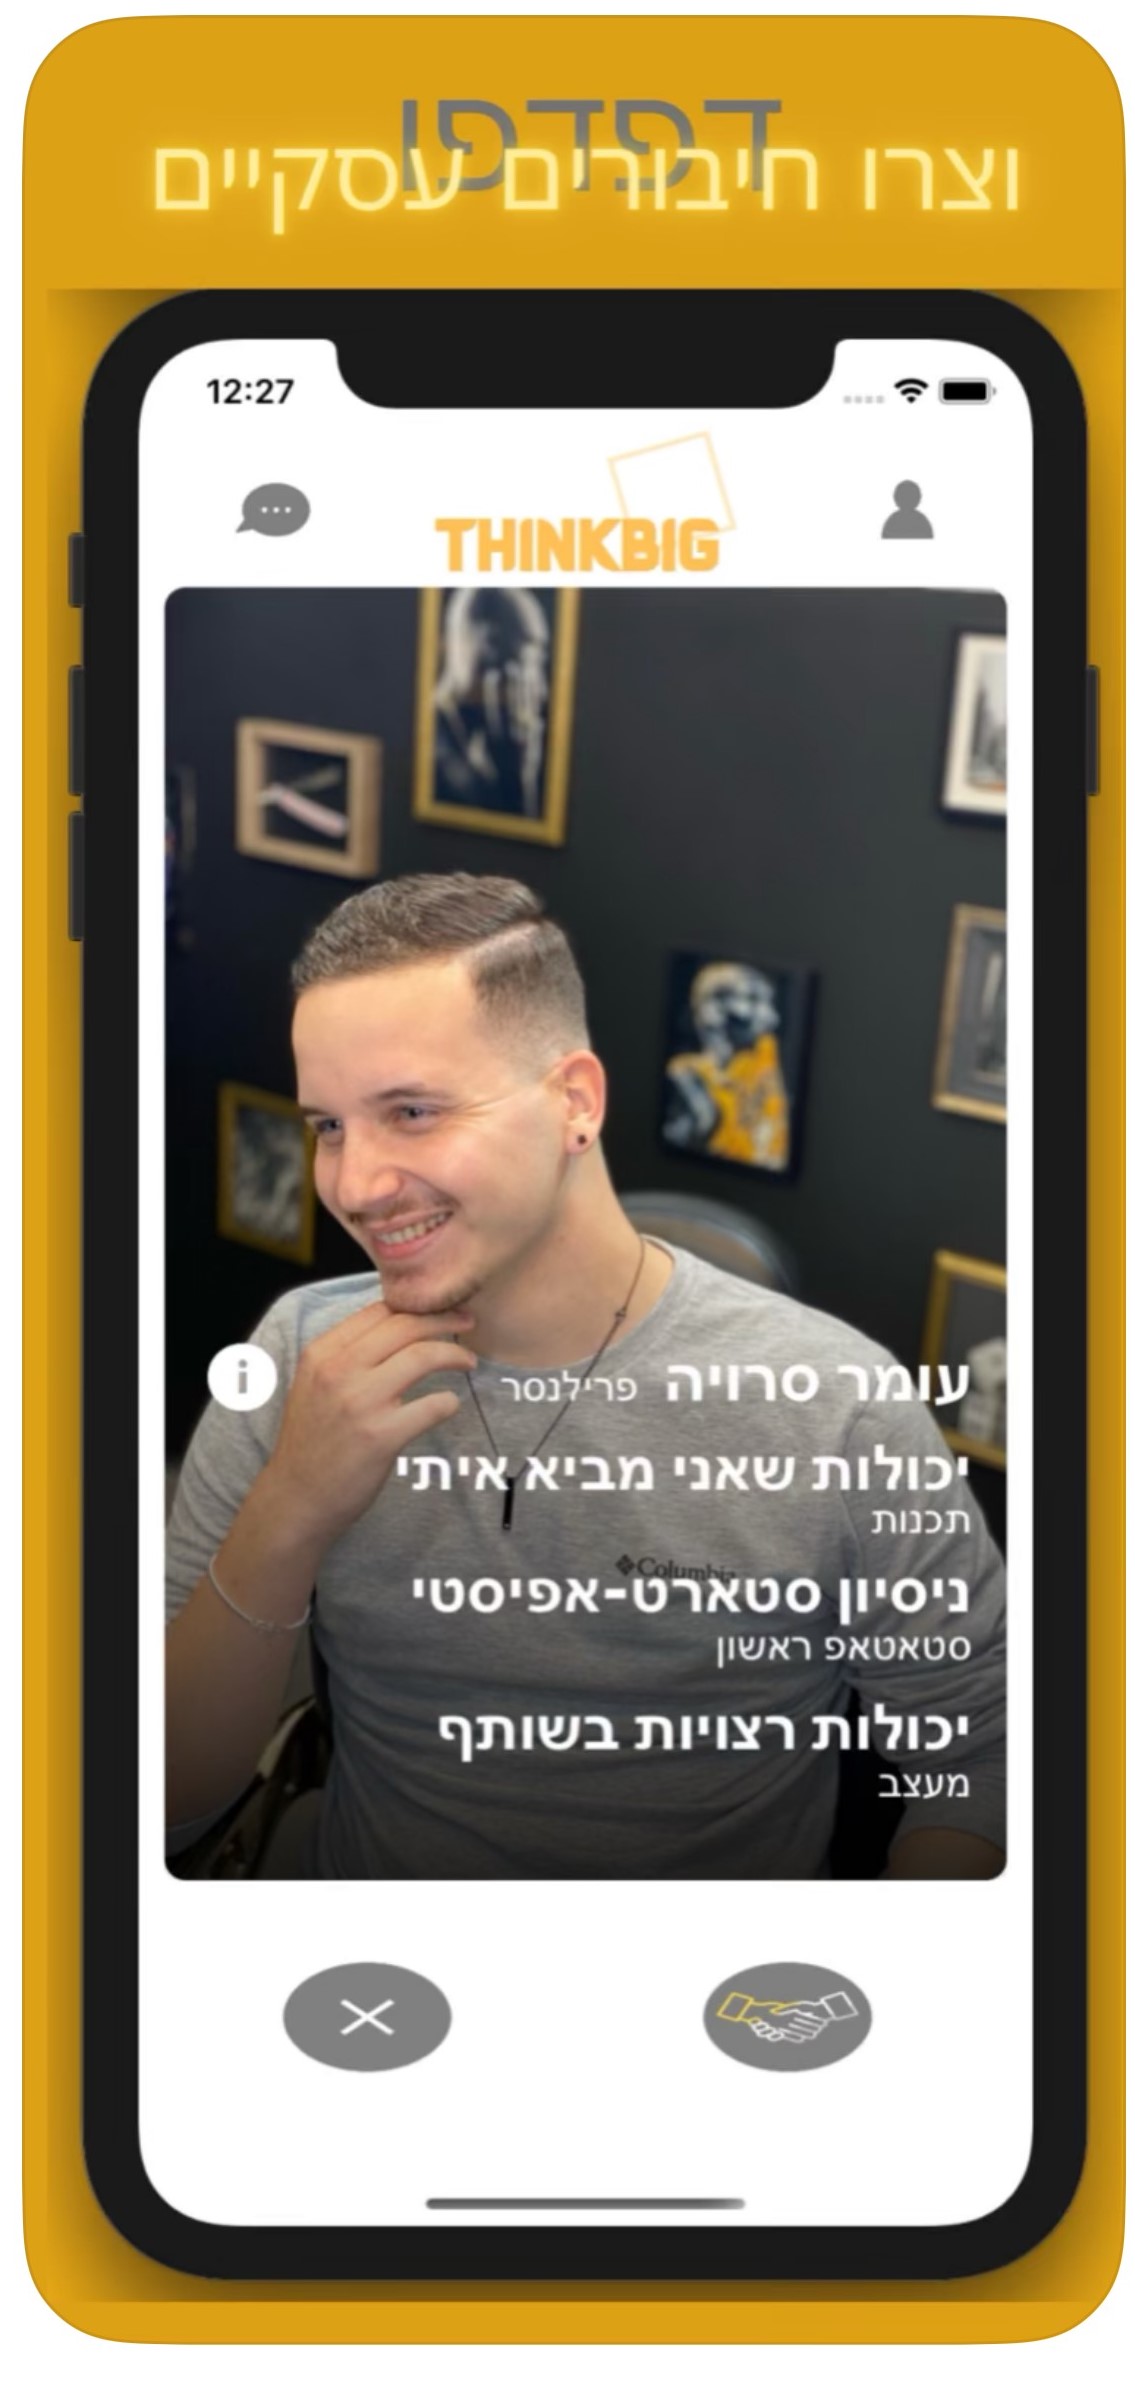 דפדפו
וצרו חיבורים עסקיים
12:27
THINKBIG
עומר סרויה פרילנסר
יכולות שאני מביא איתי
תכנות
Columbia
ניסיון סטארט-אפיסטי
סטאטאפ ראשון
יכולות רצויות בשותף
מעצב